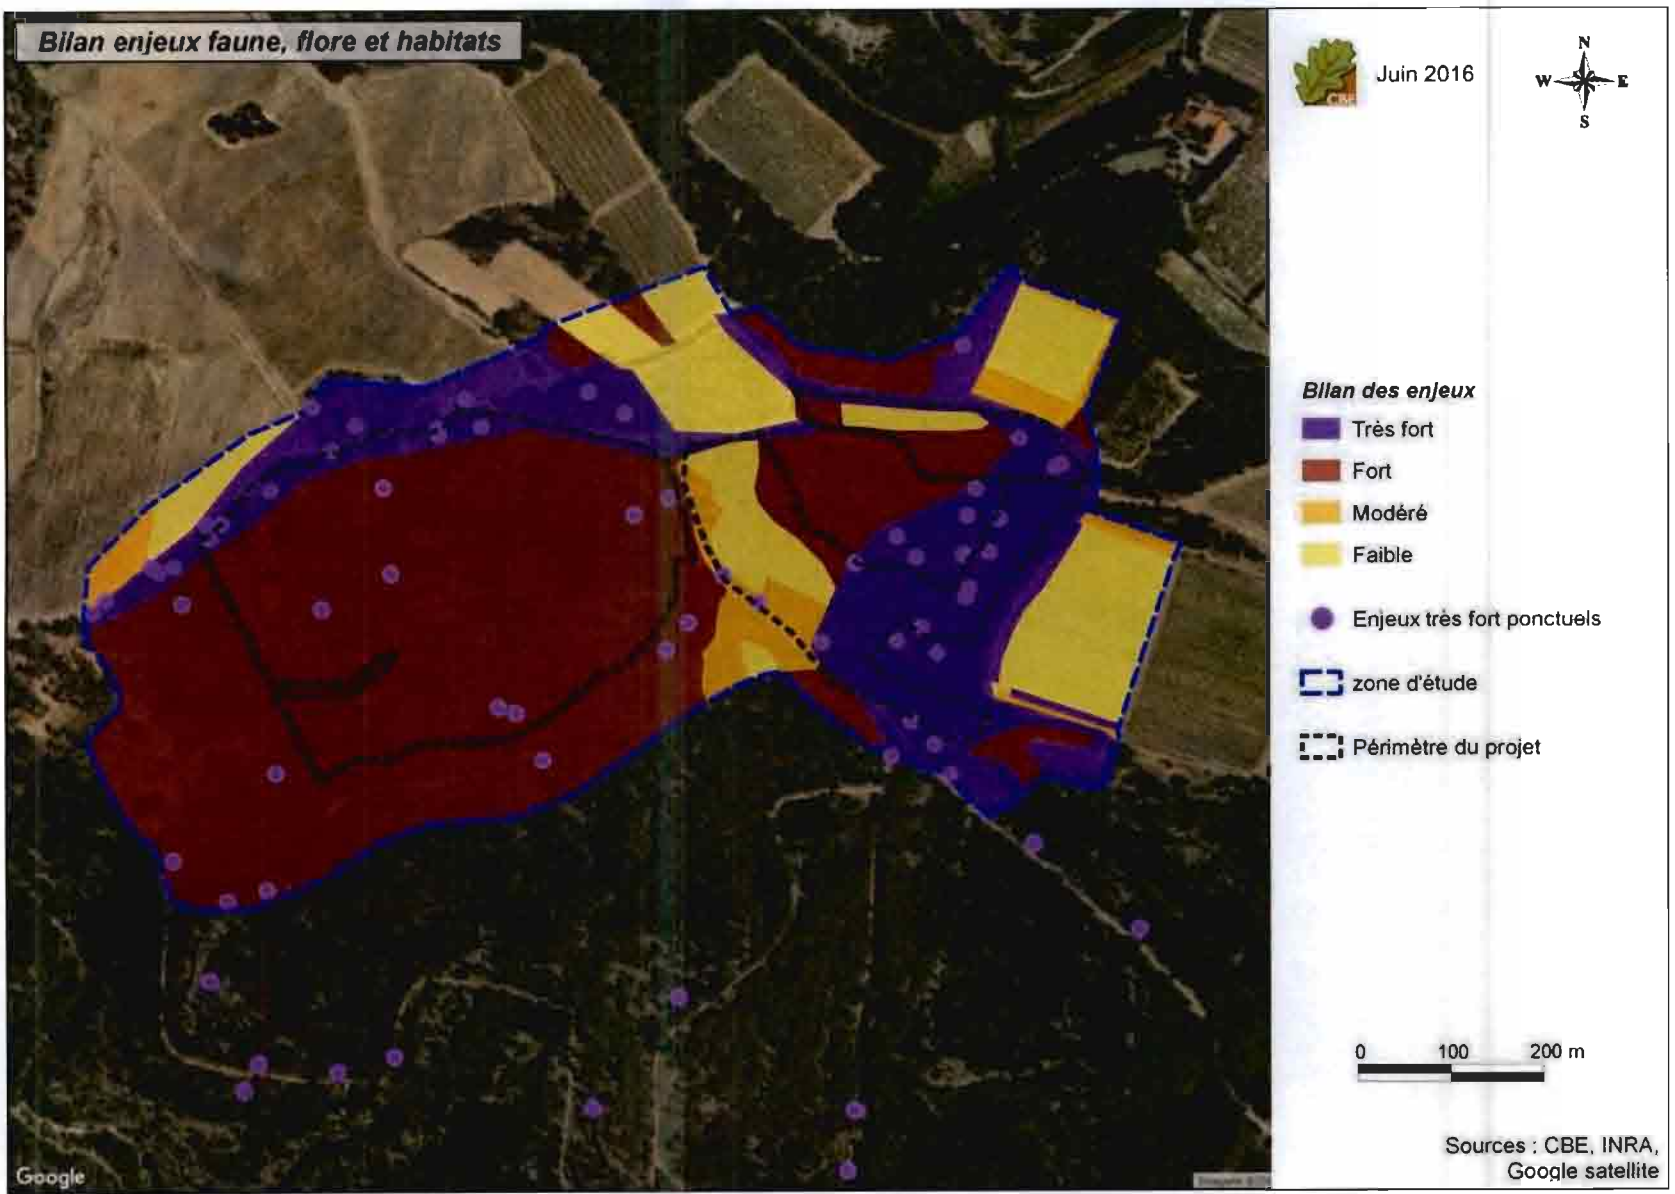 Bilan enjeux faune, flore et habitats
CBE
Juin 2016
N
W E
S
Bilan des enjeux
Très fort
Fort
Modéré
Faible
Enjeux très fort ponctuels
zone d'étude
Périmètre du projet
0 100 200 m
Sources : CBE, INRA,
Google satellite
Google